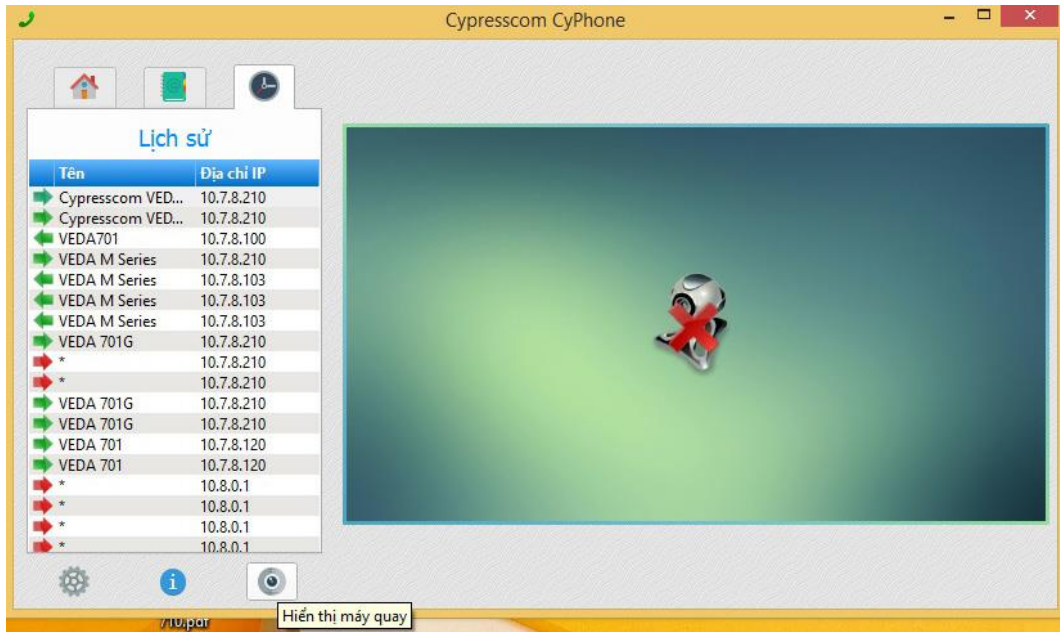 Cypresscom CyPhone
Lịch sử
Tên Địa chỉ IP
Cypresscom VED... 10.7.8.210
Cypresscom VED... 10.7.8.210
VEDA701 10.7.8.100
VEDA M Series 10.7.8.210
VEDA M Series 10.7.8.103
VEDA M Series 10.7.8.103
VEDA M Series 10.7.8.103
VEDA 701G 10.7.8.210
* 10.7.8.210
* 10.7.8.210
VEDA 701G 10.7.8.210
VEDA 701G 10.7.8.210
VEDA 701 10.7.8.120
VEDA 701 10.7.8.120
* 10.8.0.1
* 10.8.0.1
* 10.8.0.1
* 10.8.0.1
Hiển thị máy quay
710.pdf